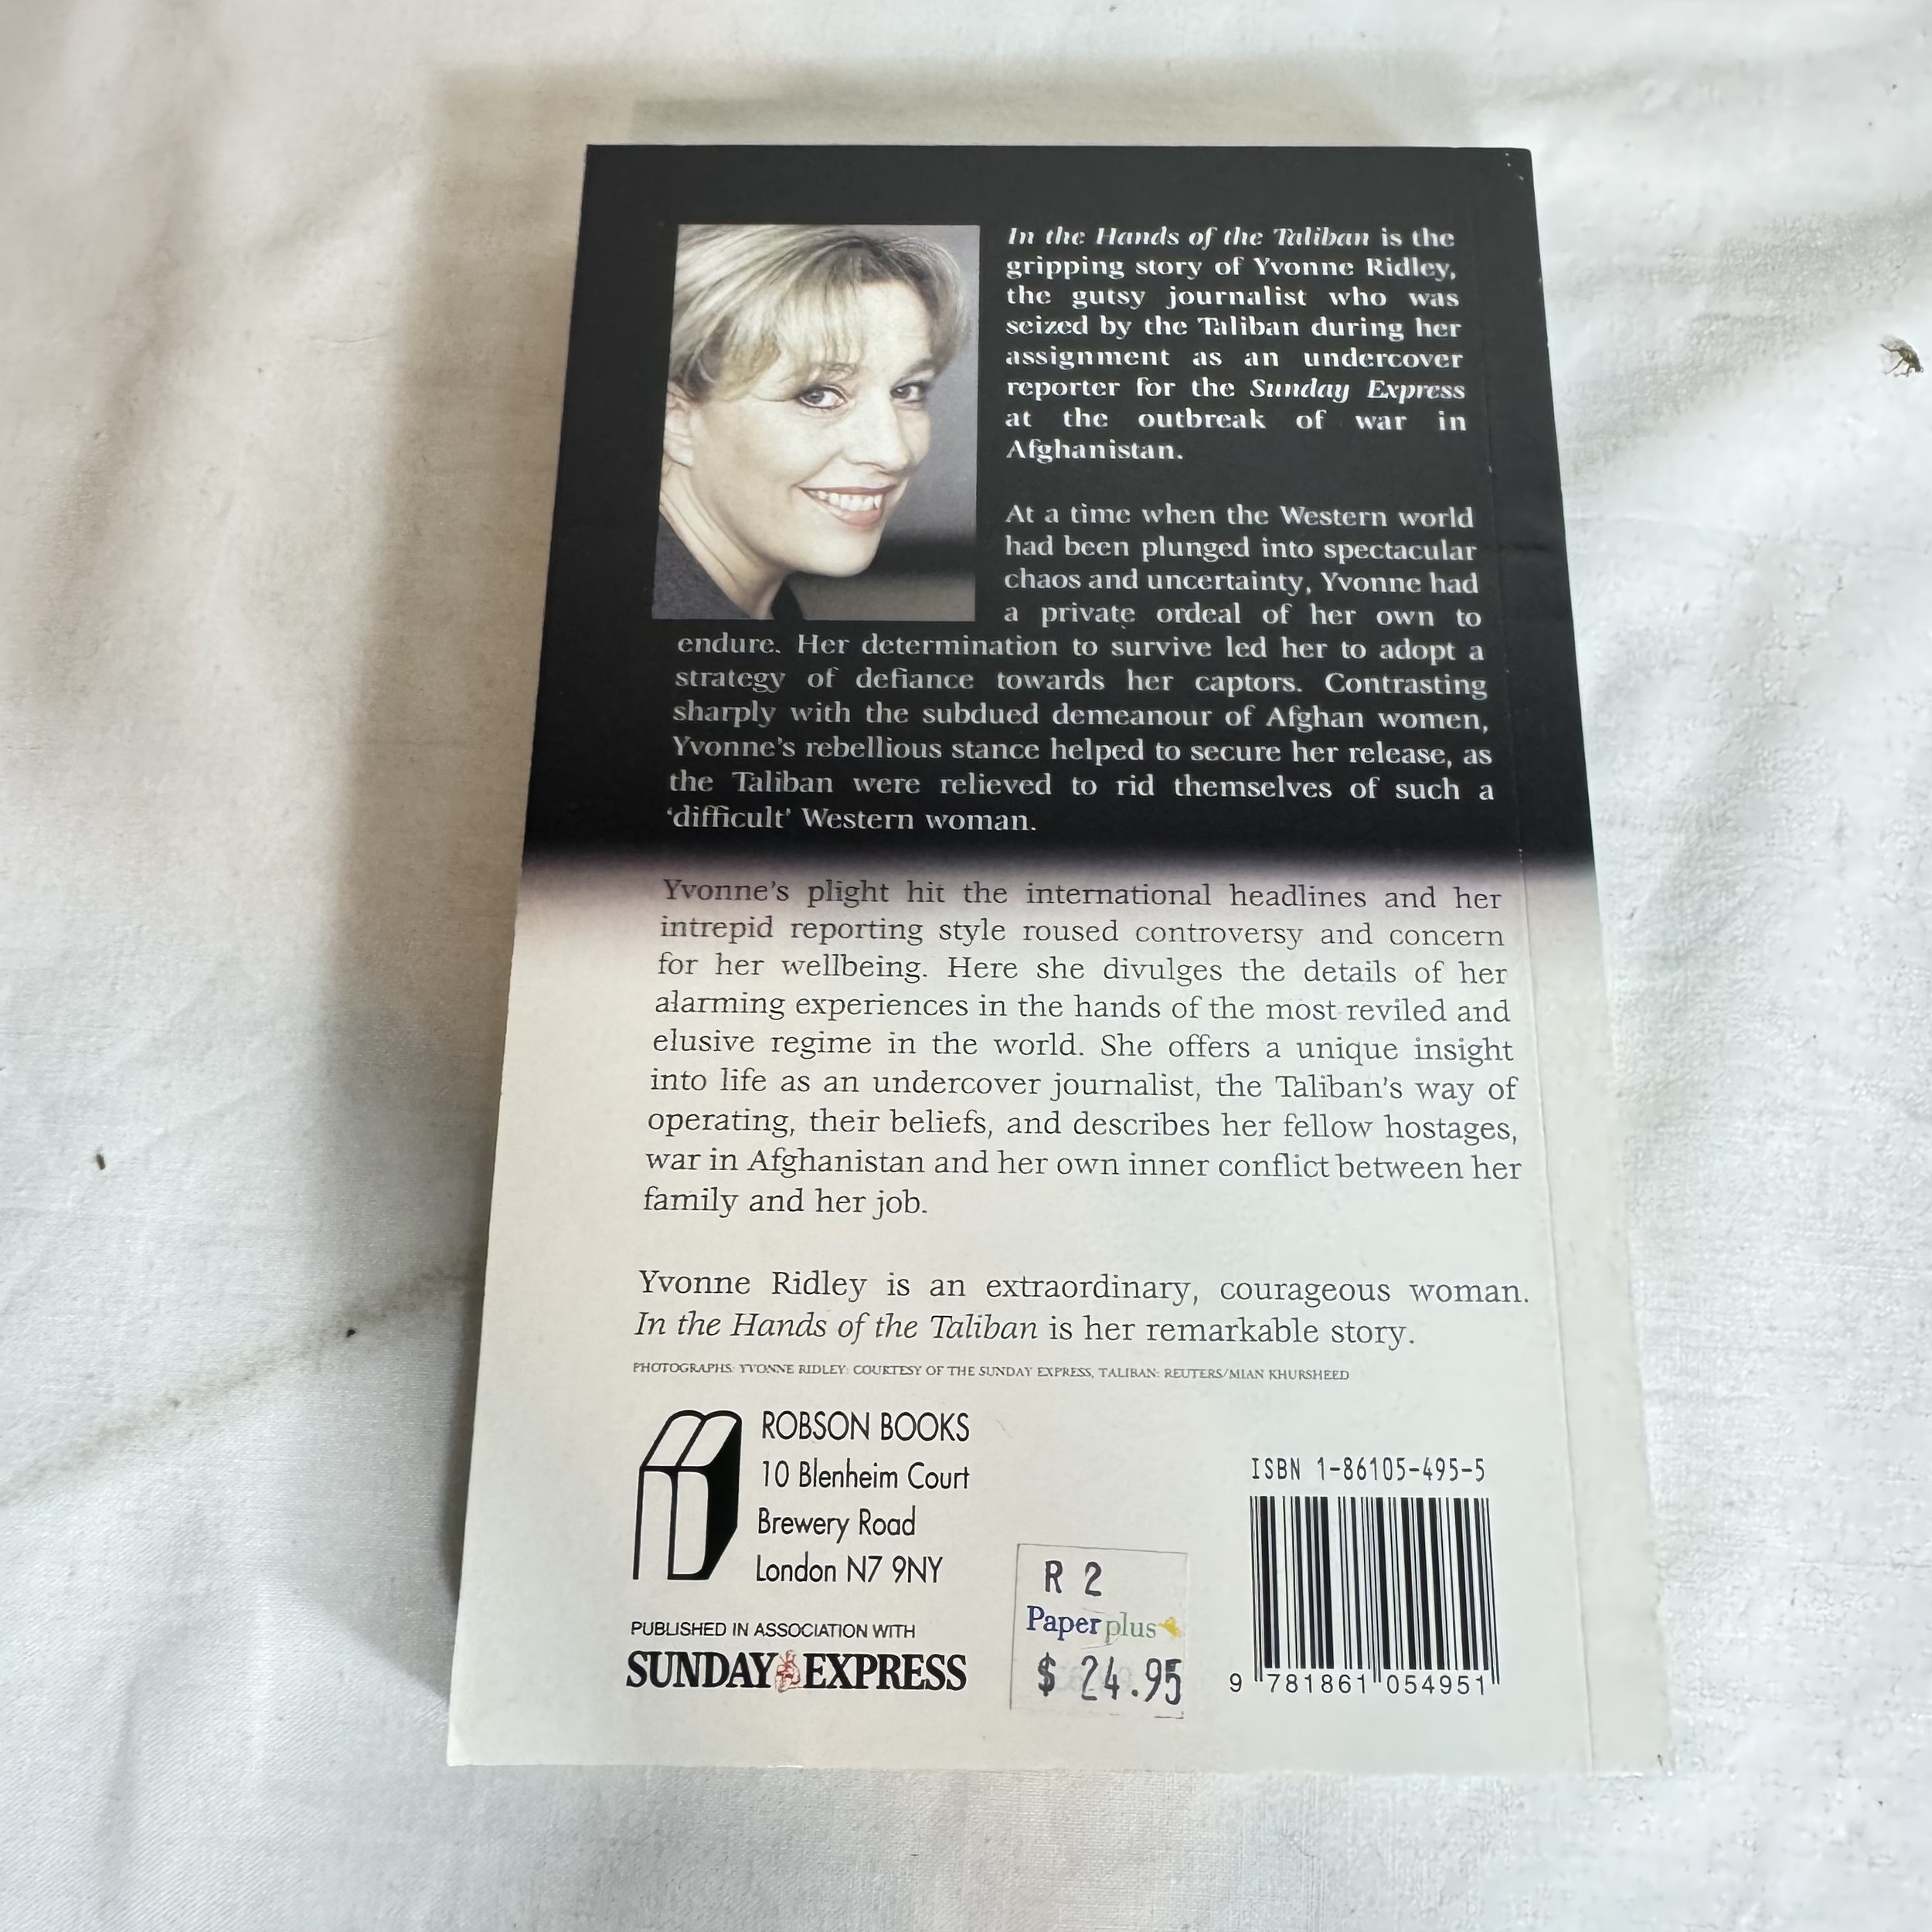 In the Hands of the Taliban is the
gripping story of Yvonne Ridley,
the gutsy journalist who was
seized by the Taliban during her
assignment as an undercover
reporter for the Sunday Express
at the outbreak of war in
Afghanistan.
At a time when the Western world
had been plunged into spectacular
chaos and uncertainty, Yvonne had
a private ordeal of her own to
endure. Her determination to survive led her to adopt a
strategy of defiance towards her captors. Contrasting
sharply with the subdued demeanour of Afghan women,
Yvonne's rebellious stance helped to secure her release, as
the Taliban were relieved to rid themselves of such a
‘difficult’ Western woman.
Yvonne's plight hit the international headlines and her
intrepid reporting style roused controversy and concern
for her wellbeing. Here she divulges the details of her
alarming experiences in the hands of the most reviled and
elusive regime in the world. She offers a unique insight
into life as an undercover journalist, the Taliban's way of
operating, their beliefs, and describes her fellow hostages,
war in Afghanistan and her own inner conflict between her
family and her job.
Yvonne Ridley is an extraordinary, courageous woman.
In the Hands of the Taliban is her remarkable story.
PHOTOGRAPHS: YVONNE RIDLEY: COURTESY OF THE SUNDAY EXPRESS, TALIBAN: REUTERS/MIAN KHURSHEED
ROBSON BOOKS
10 Blenheim Court
Brewery Road
London N7 9NY
PUBLISHED IN ASSOCIATION WITH
SUNDAY EXPRESS
R 2
Paperplus
$ 24.95
ISBN 1-86105-495-5
9 781861 054951